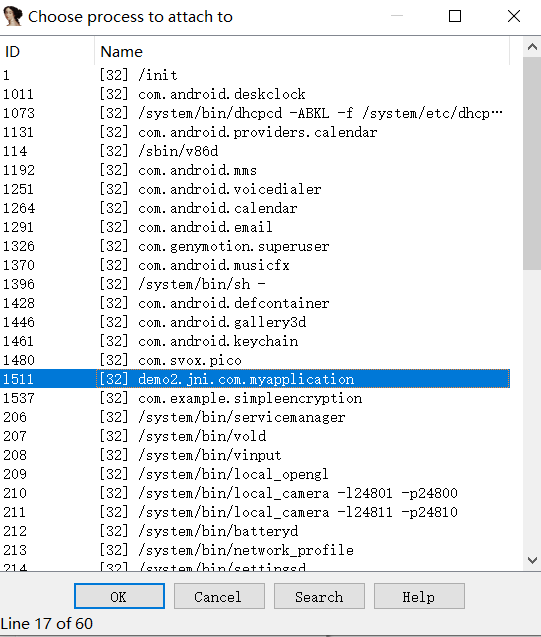 Choose process to attach to
ID Name
1 [32] /init
1011 [32] com.android.deskclock
1073 [32] /system/bin/dhcpcd -ABKL -f /system/etc/dhcp…
1131 [32] com.android.providers.calendar
114 [32] /sbin/v86d
1192 [32] com.android.mms
1251 [32] com.android.voicedialer
1264 [32] com.android.calendar
1291 [32] com.android.email
1326 [32] com.genymotion.superuser
1370 [32] com.android.musicfx
1396 [32] /system/bin/sh -
1428 [32] com.android.defcontainer
1446 [32] com.android.gallery3d
1461 [32] com.android.keychain
1480 [32] com.svox.pico
1511 [32] demo2.jni.com.myapplication
1537 [32] com.example.simpleencryption
206 [32] /system/bin/servicemanager
207 [32] /system/bin/vold
208 [32] /system/bin/vinput
209 [32] /system/bin/local_opengl
210 [32] /system/bin/local_camera -l24801 -p24800
211 [32] /system/bin/local_camera -l24811 -p24810
212 [32] /system/bin/batteryd
213 [32] /system/bin/network_profile
214 [32] /system/bin/settingsd
OK Cancel Search Help
Line 17 of 60